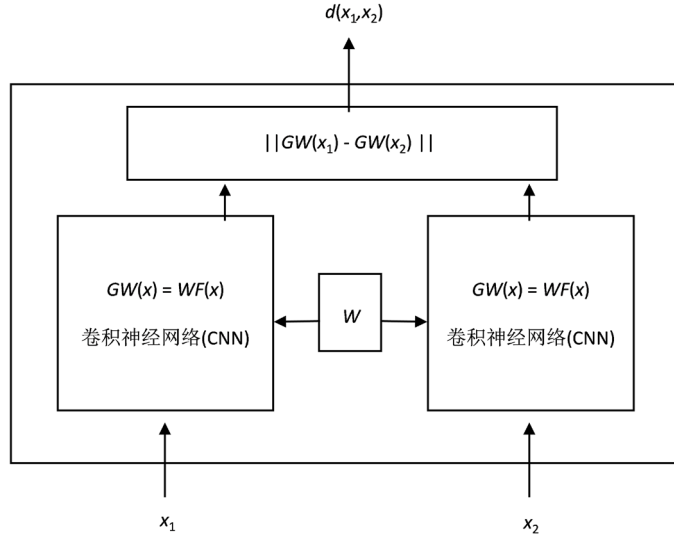 d(x₁,x₂)
||GW(x₁) - GW(x₂) ||
GW(x) = WF(x)
卷积神经网络(CNN)
W
GW(x) = WF(x)
卷积神经网络(CNN)
x₁
x₂